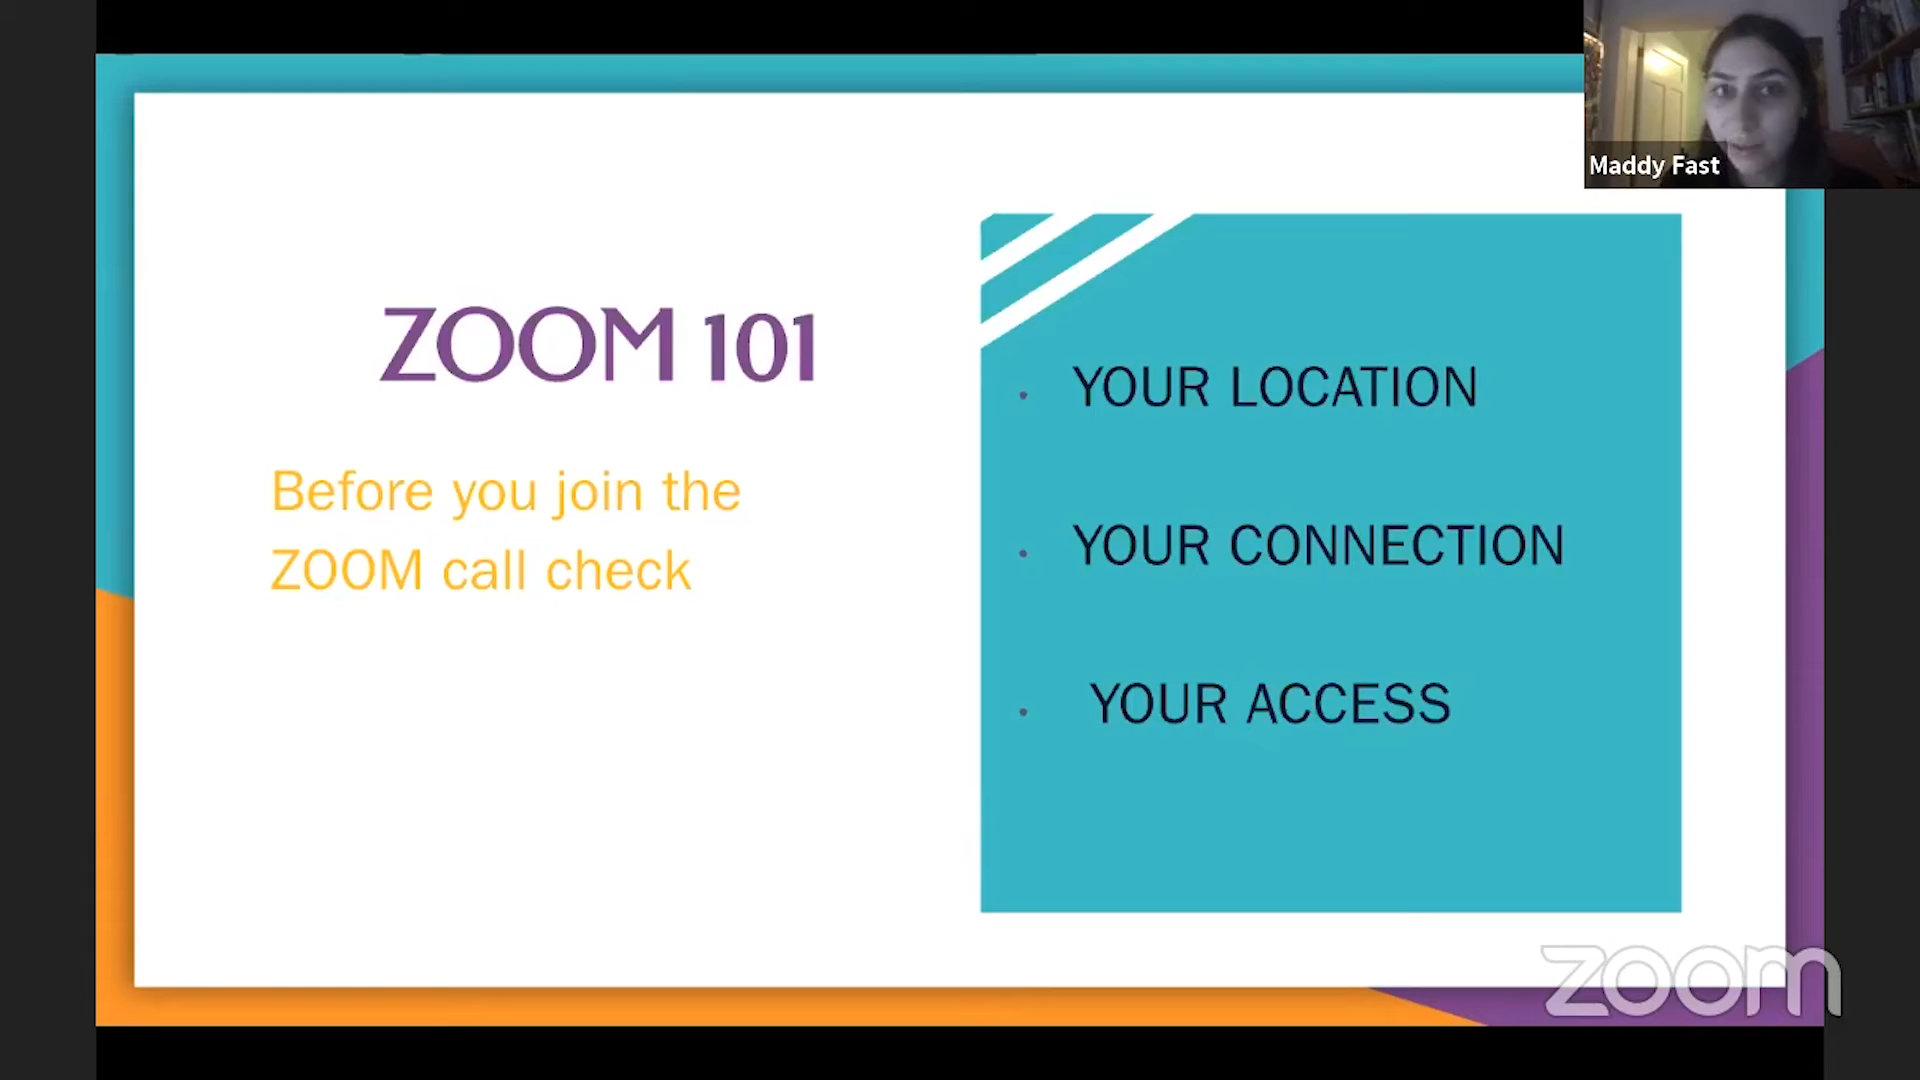 Maddy Fast
ZOOM 101
Before you join the
ZOOM call check
YOUR LOCATION
YOUR CONNECTION
YOUR ACCESS
zoom